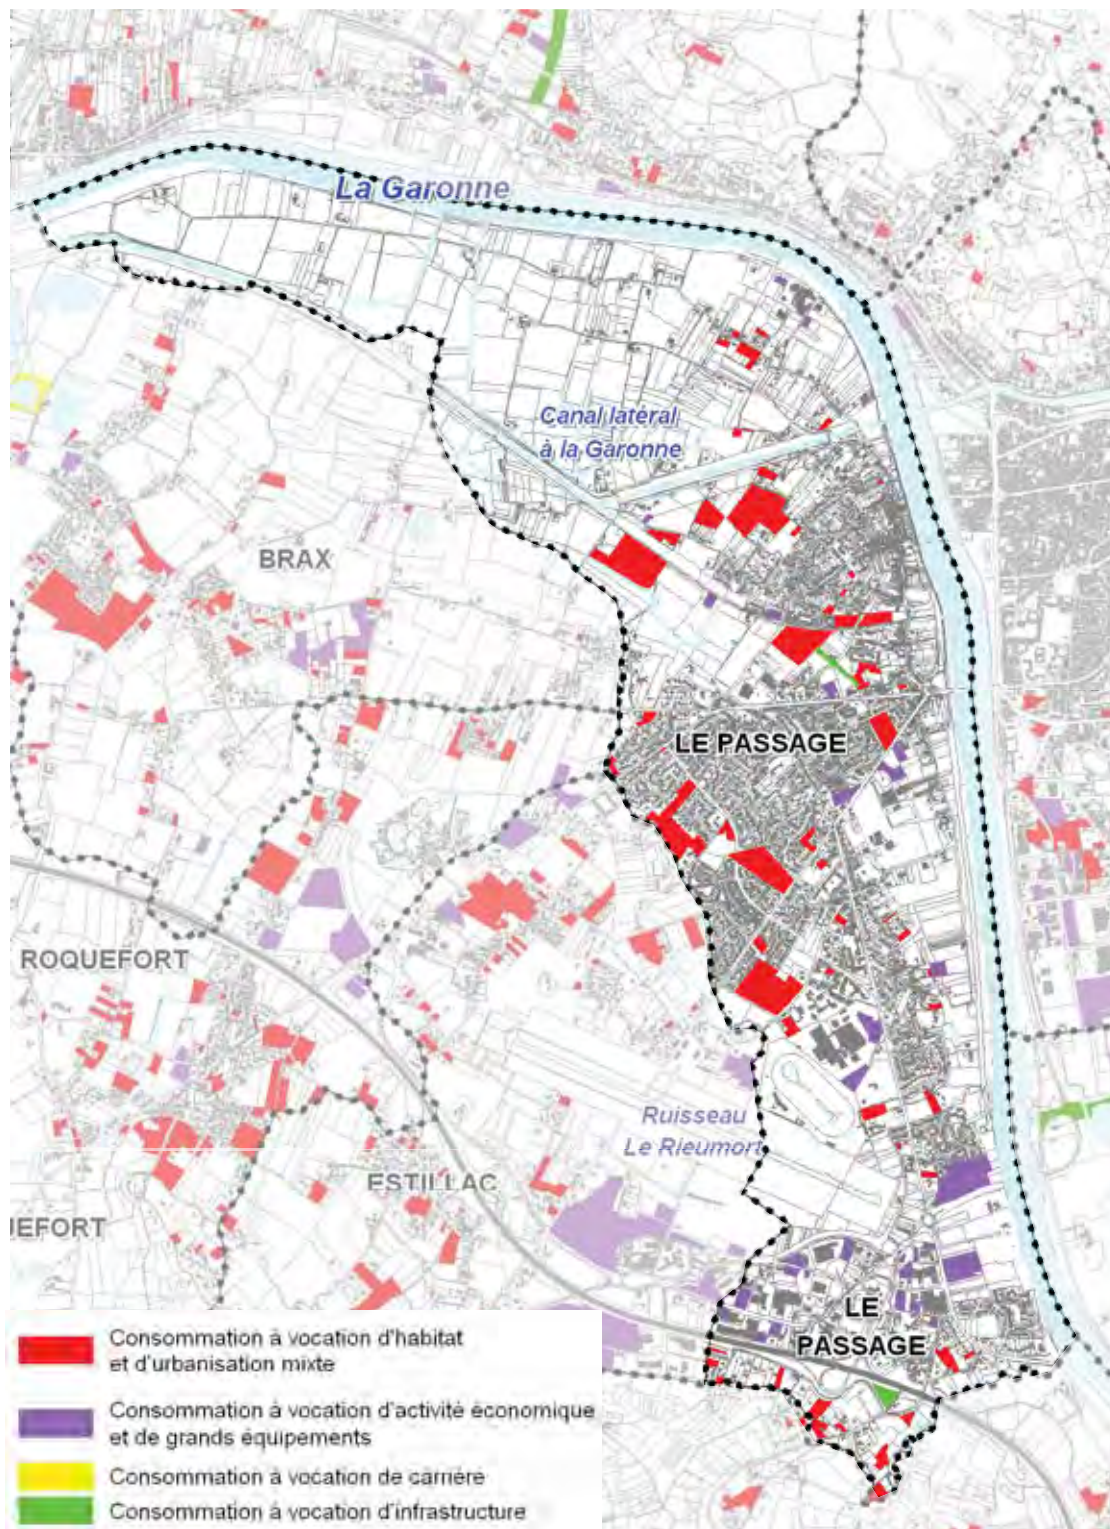 La Garonne
Canal latéral
à la Garonne
BRAX
LE PASSAGE
ROQUEFORT
Ruisseau
Le Rieumort
ESTILLAC
UEFORT
LE
PASSAGE
Consommation à vocation d'habitat
et d'urbanisation mixte
Consommation à vocation d'activité économique
et de grands équipements
Consommation à vocation de carrière
Consommation à vocation d'infrastructure